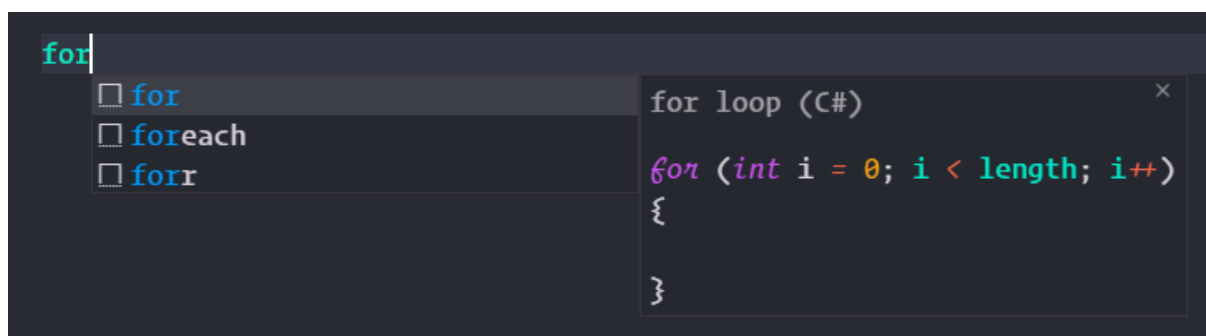 for
for
foreach
forr
for loop (C#)
×
for (int i = 0; i < length; i++)
{
}